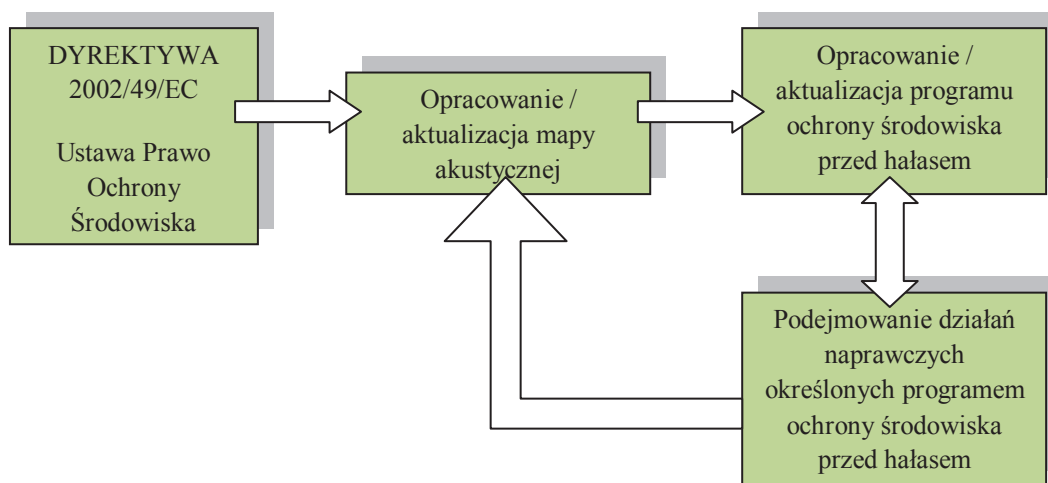 DYREKTYWA
2002/49/EC
Ustawa Prawo
Ochrony
Środowiska
Opracowanie /
aktualizacja mapy
akustycznej
Opracowanie /
aktualizacja programu
ochrony środowiska
przed hałasem
Podejmowanie działań
naprawczych
określonych programem
ochrony środowiska
przed hałasem